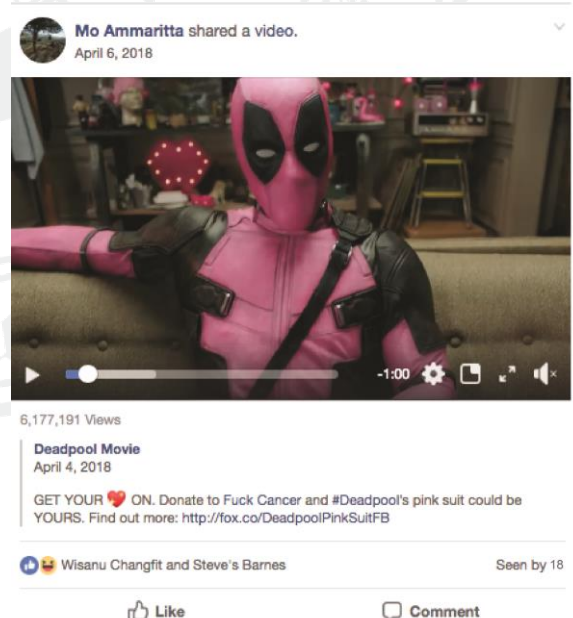 Mo Ammaritta shared a video.
April 6, 2018
-1:00
6,177,191 Views
Deadpool Movie
April 4, 2018
GET YOUR 💖 ON. Donate to Fuck Cancer and #Deadpool's pink suit could be
YOURS. Find out more: http://fox.co/DeadpoolPinkSuitFB
Wisanu Changfit and Steve's Barnes
Seen by 18
Like
Comment